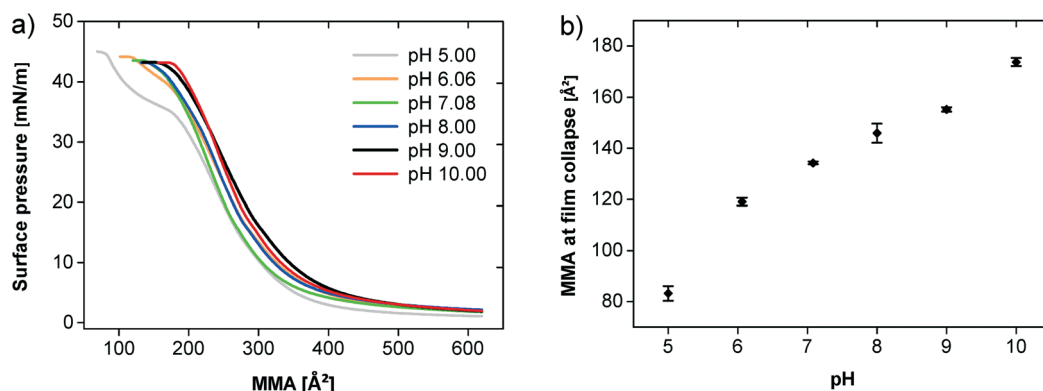 a)
Surface pressure [mN/m]
50
40
30
20
10
0
100 200 300 400 500 600
MMA [Å²]
pH 5.00
pH 6.06
pH 7.08
pH 8.00
pH 9.00
pH 10.00
b)
MMA at film collapse [Å²]
180
160
140
120
100
80
5 6 7 8 9 10
pH